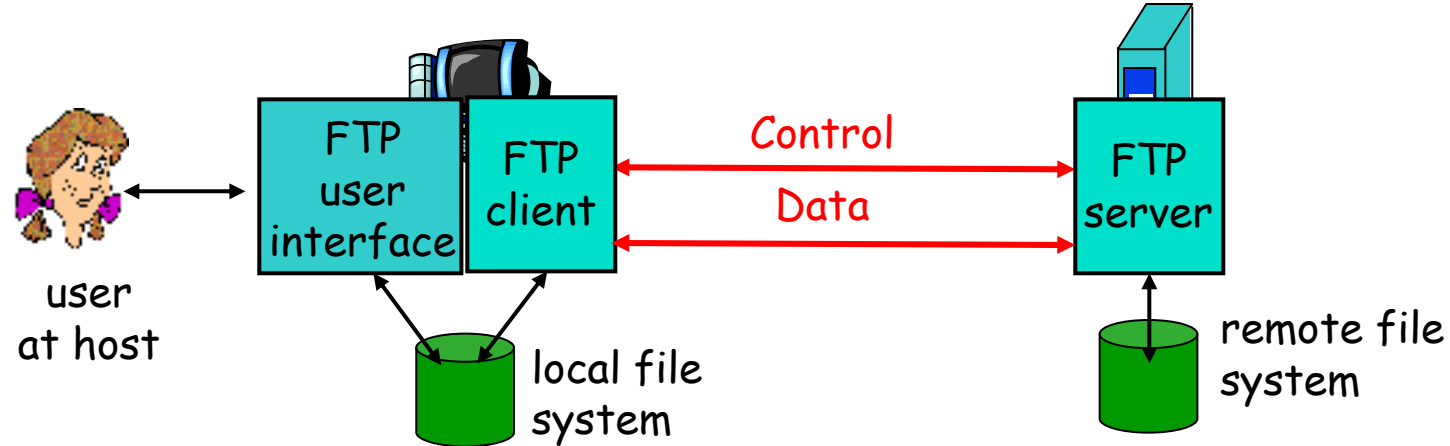 FTP
user
interface
FTP
client
Control
Data
FTP
server
user
at host
local file
system
remote file
system